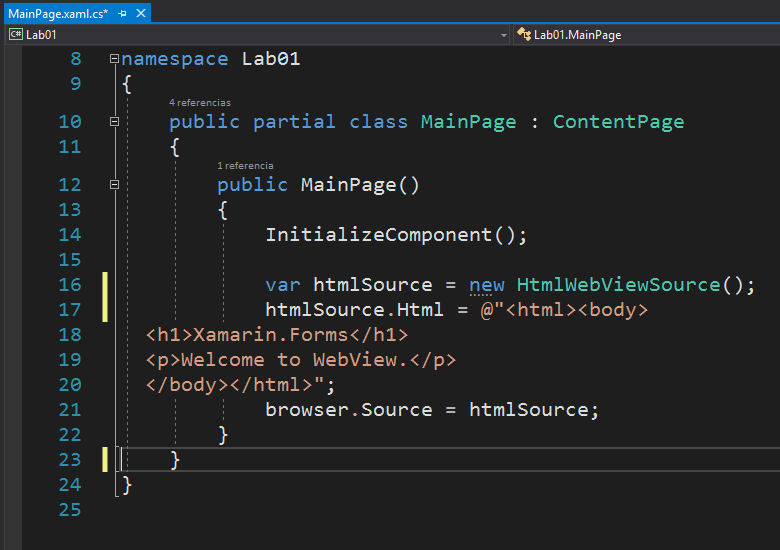 MainPage.xaml.cs*
C# Lab01 Lab01.MainPage
8 namespace Lab01
9 {
4 referencias
10 public partial class MainPage : ContentPage
11 {
1 referencia
12 public MainPage()
13 {
14 InitializeComponent();
15
16 var htmlSource = new HtmlWebViewSource();
17 htmlSource.Html = @"<html><body>
18 <h1>Xamarin.Forms</h1>
19 <p>Welcome to WebView.</p>
20 </body></html>";
21 browser.Source = htmlSource;
22 }
23 }
24 }
25